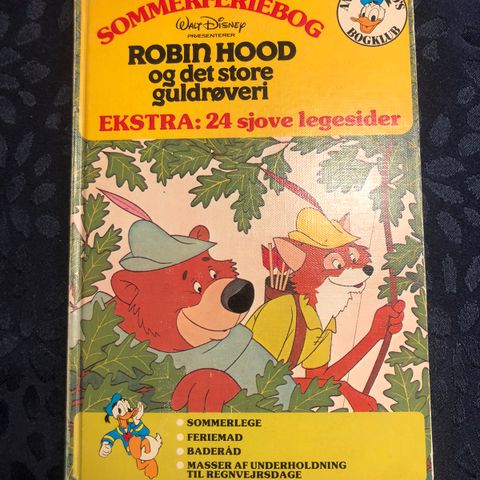 SOMMERFERIEBOG
WALT DISNEY
PRÆSENTERER
ROBIN HOOD
og det store
guldrøveri
EKSTRA: 24 sjove legesider
BOGKLUB
SOMMERLEGE
FERIEMAD
BADERÅD
MASSER AF UNDERHOLDNING
TIL REGNVEJRSDAGE